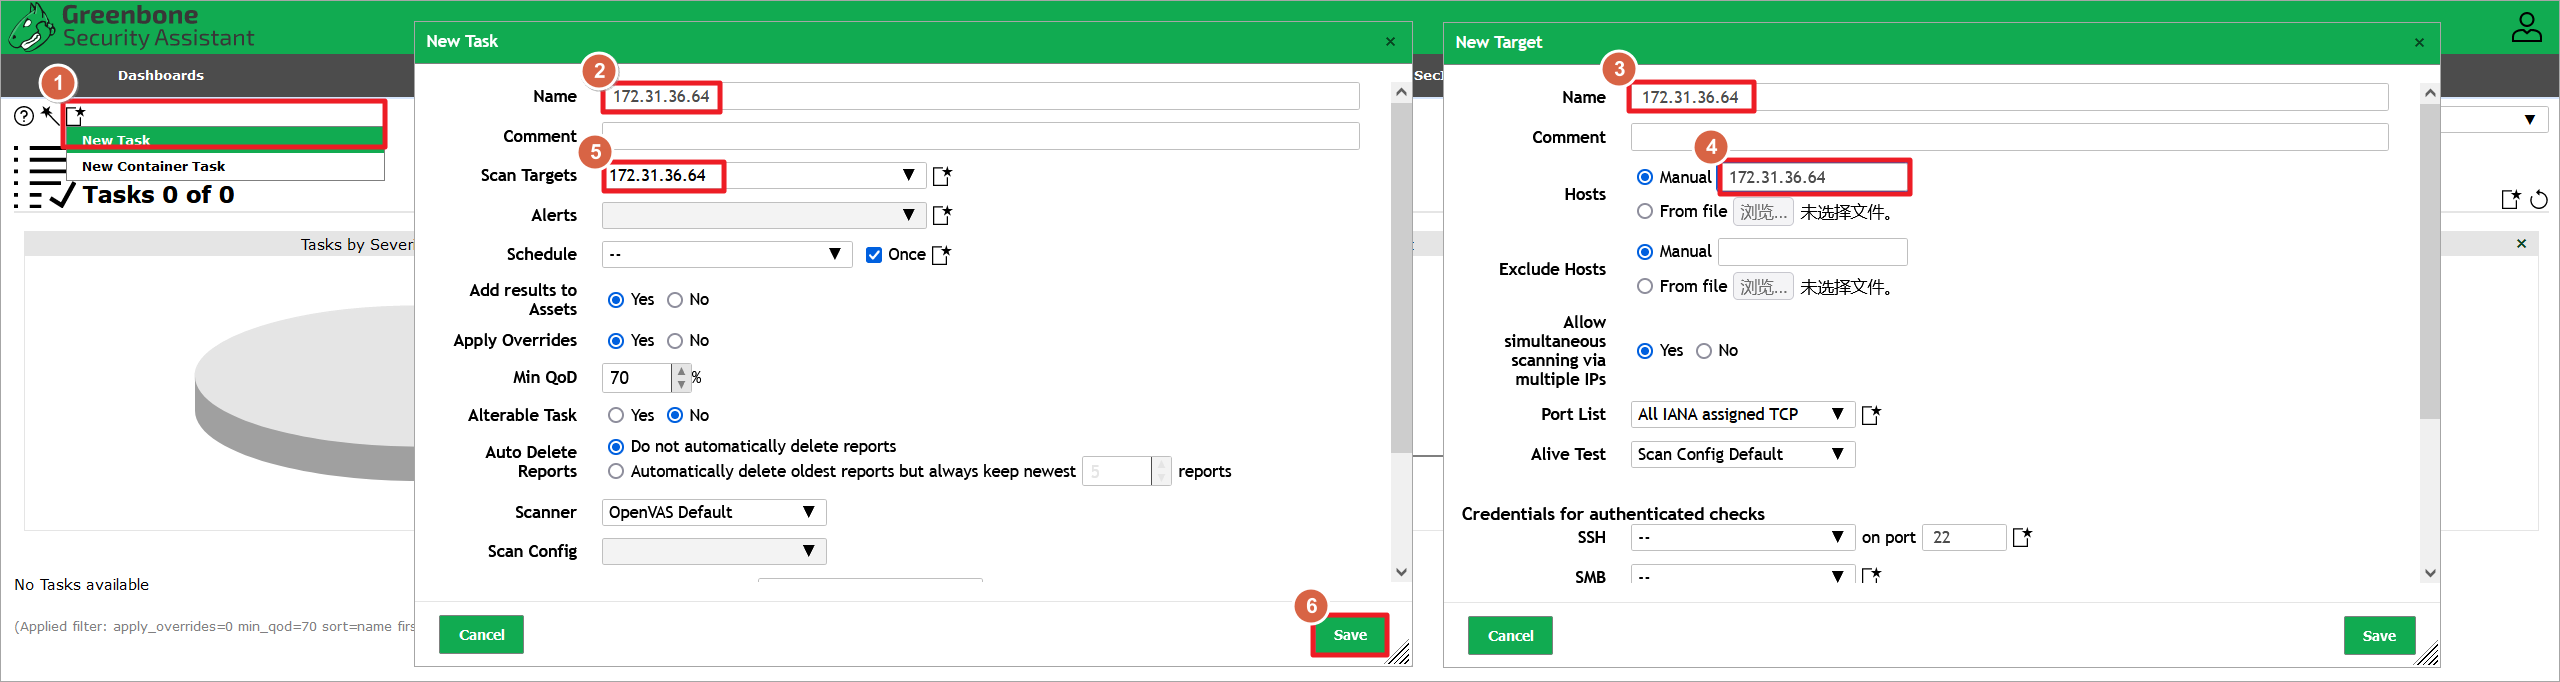 Greenbone
Security Assistant
Dashboards
Sec
1
New Task
New Container Task
Tasks 0 of 0
Tasks by Sever
No Tasks available
(Applied filter: apply_overrides=0 min_qod=70 sort=name firs
New Task
×
2
Name 172.31.36.64
Comment
5
Scan Targets 172.31.36.64 ▼
Alerts ▼
Schedule -- ▼ Once
Add results to
Assets
Yes No
Apply Overrides Yes No
Min QoD 70 %
Alterable Task Yes No
Auto Delete
Reports
Do not automatically delete reports
Automatically delete oldest reports but always keep newest 5 reports
Scanner OpenVAS Default ▼
Scan Config ▼
6
Cancel Save
New Target
×
3
Name 172.31.36.64
Comment
4
Hosts
Manual 172.31.36.64
From file 浏览... 未选择文件。
Exclude Hosts
Manual
From file 浏览... 未选择文件。
Allow
simultaneous
scanning via
multiple IPs
Yes No
Port List All IANA assigned TCP ▼
Alive Test Scan Config Default ▼
Credentials for authenticated checks
SSH -- ▼ on port 22
SMB -- ▼
Cancel Save
▼
×